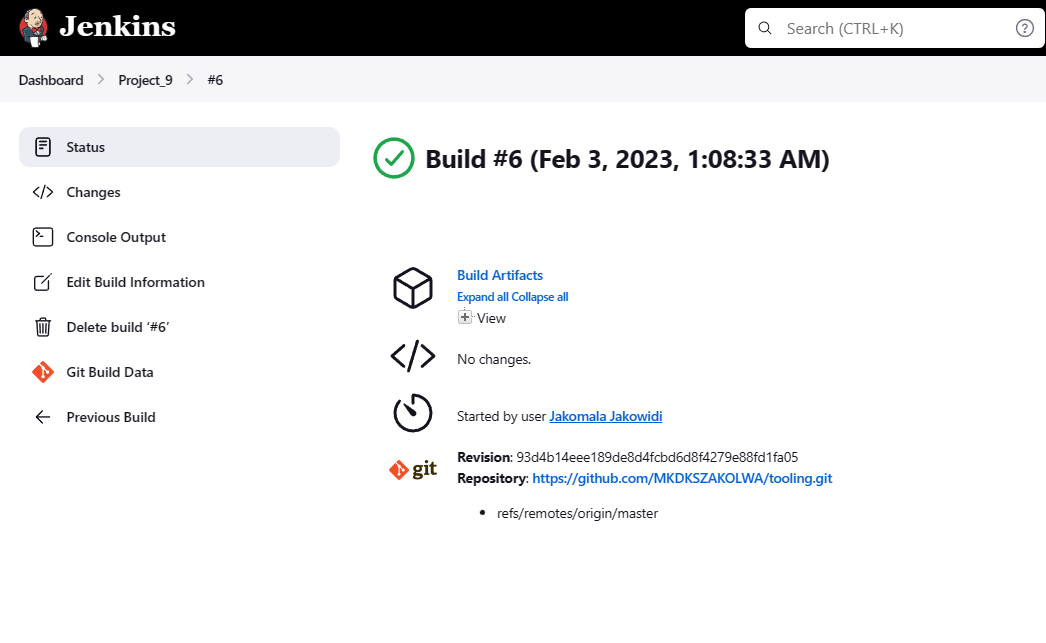 Jenkins
Search (CTRL+K)
Dashboard
Project_9
#6
Status
Changes
Console Output
Edit Build Information
Delete build ‘#6’
Git Build Data
Previous Build
Build #6 (Feb 3, 2023, 1:08:33 AM)
Build Artifacts
Expand all Collapse all
View
No changes.
Started by user Jakomala Jakowidi
git
Revision: 93d4b14eee189de8d4fcbd6d8f4279e88fd1fa05
Repository: https://github.com/MKDKSZAKOLWA/tooling.git
• refs/remotes/origin/master